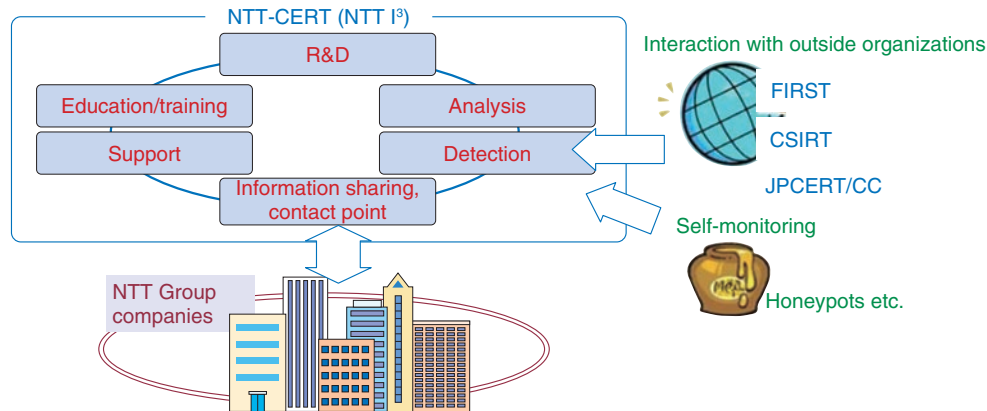 NTT-CERT (NTT I³)
R&D
Education/training
Analysis
Support
Detection
Information sharing,
contact point
Interaction with outside organizations
FIRST
CSIRT
JPCERT/CC
Self-monitoring
Honeypots etc.
NTT Group
companies